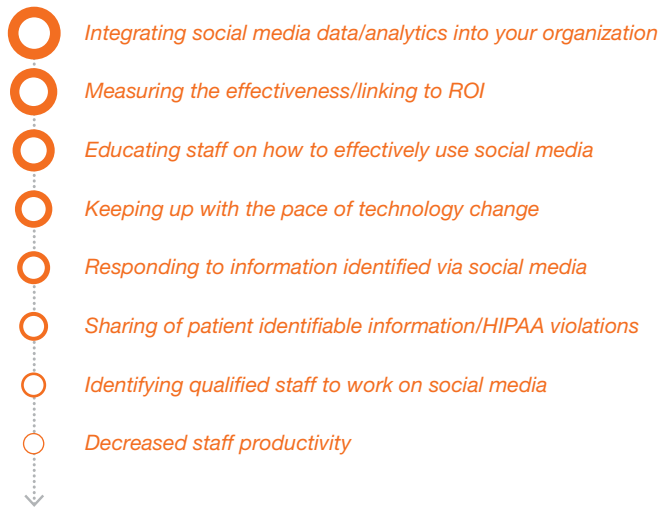 Integrating social media data/analytics into your organization
Measuring the effectiveness/linking to ROI
Educating staff on how to effectively use social media
Keeping up with the pace of technology change
Responding to information identified via social media
Sharing of patient identifiable information/HIPAA violations
Identifying qualified staff to work on social media
Decreased staff productivity